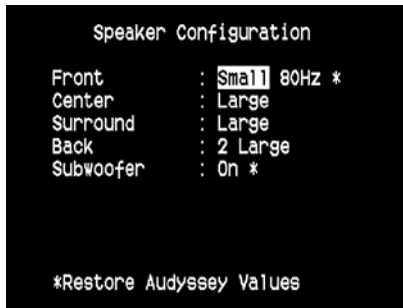 Speaker Configuration
Front : Small 80Hz *
Center : Large
Surround : Large
Back : 2 Large
Subwoofer : On *
*Restore Audyssey Values